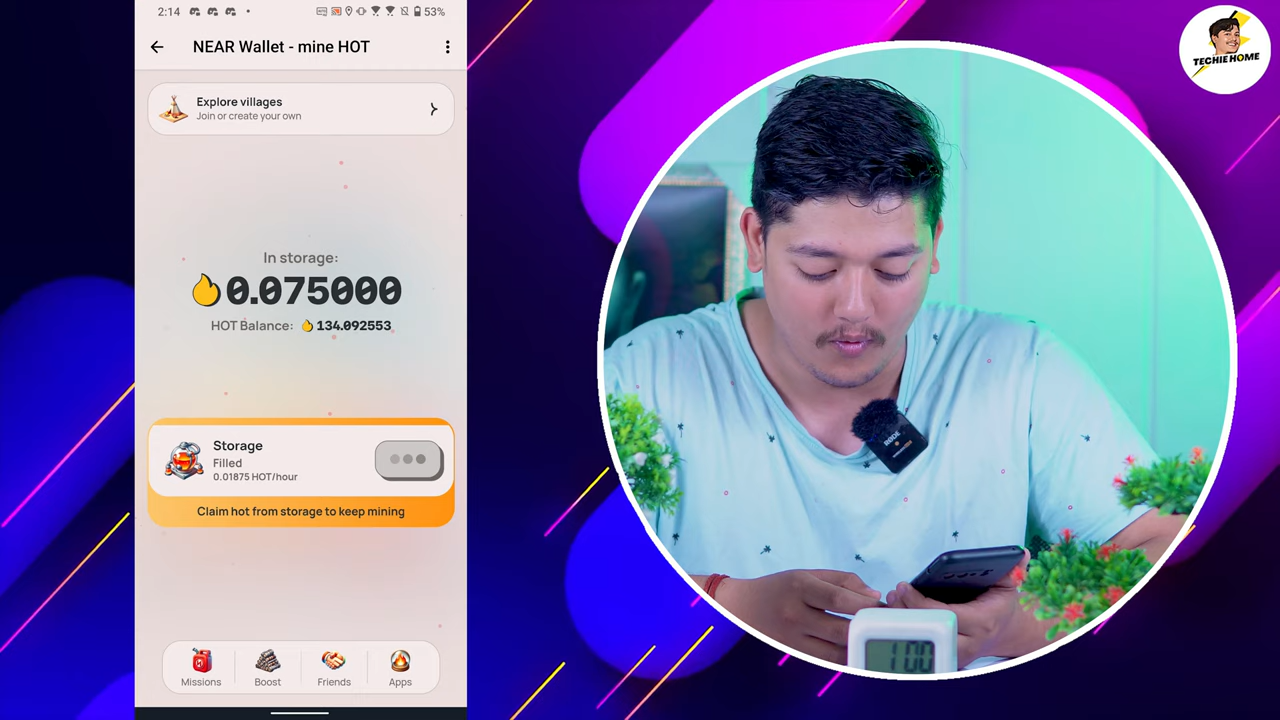 2:14
53%
NEAR Wallet - mine HOT
Explore villages
Join or create your own
In storage:
0.075000
HOT Balance: 134.092553
Storage
Filled
0.01875 HOT/hour
Claim hot from storage to keep mining
Missions
Boost
Friends
Apps
TECHIE HOME
RØDE
1:00